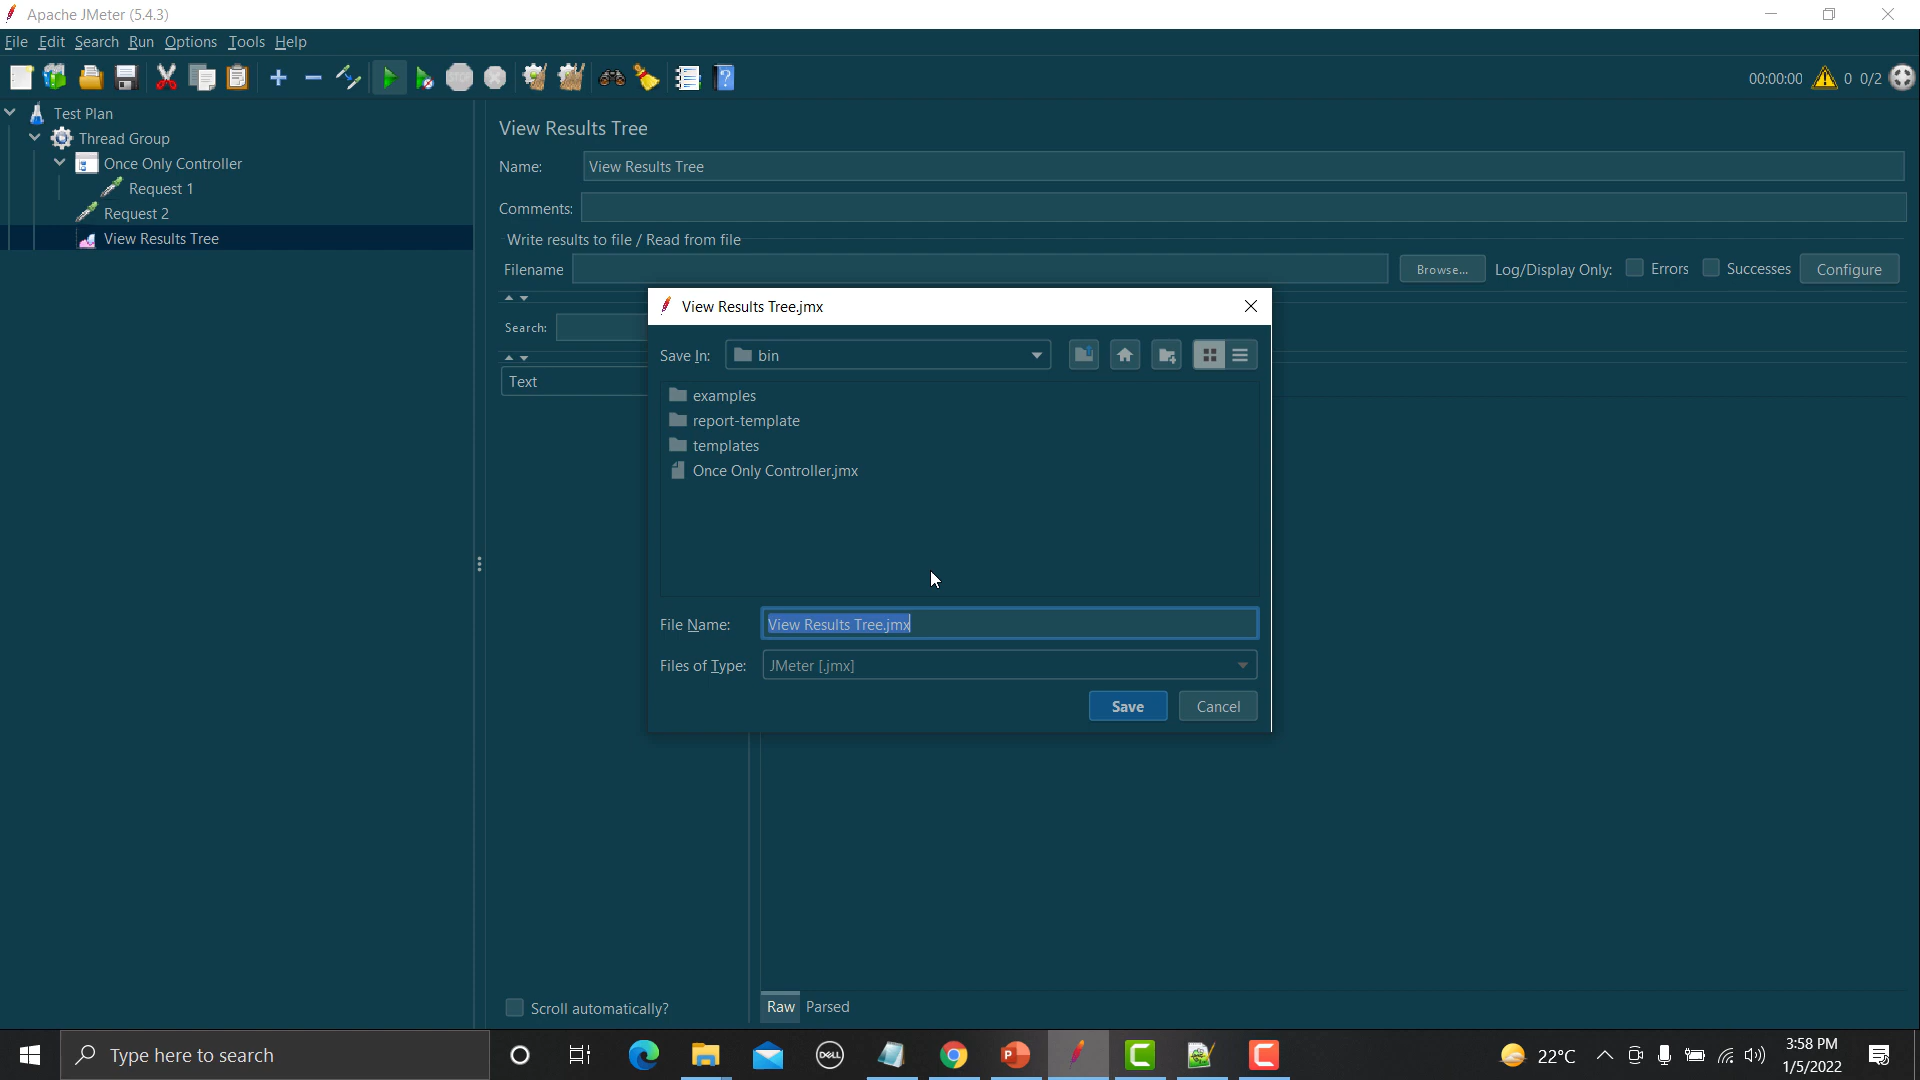 Apache JMeter (5.4.3)
File Edit Search Run Options Tools Help
00:00:00 0 0/2
Test Plan
Thread Group
Once Only Controller
Request 1
Request 2
View Results Tree
View Results Tree
Name: View Results Tree
Comments:
Write results to file / Read from file
Filename Browse... Log/Display Only: Errors Successes Configure
Search:
Text
View Results Tree.jmx
Save In: bin
examples
report-template
templates
Once Only Controller.jmx
File Name: View Results Tree.jmx
Files of Type: JMeter [.jmx]
Save Cancel
Scroll automatically?
Raw Parsed
Type here to search
DELL
22°C
3:58 PM
1/5/2022